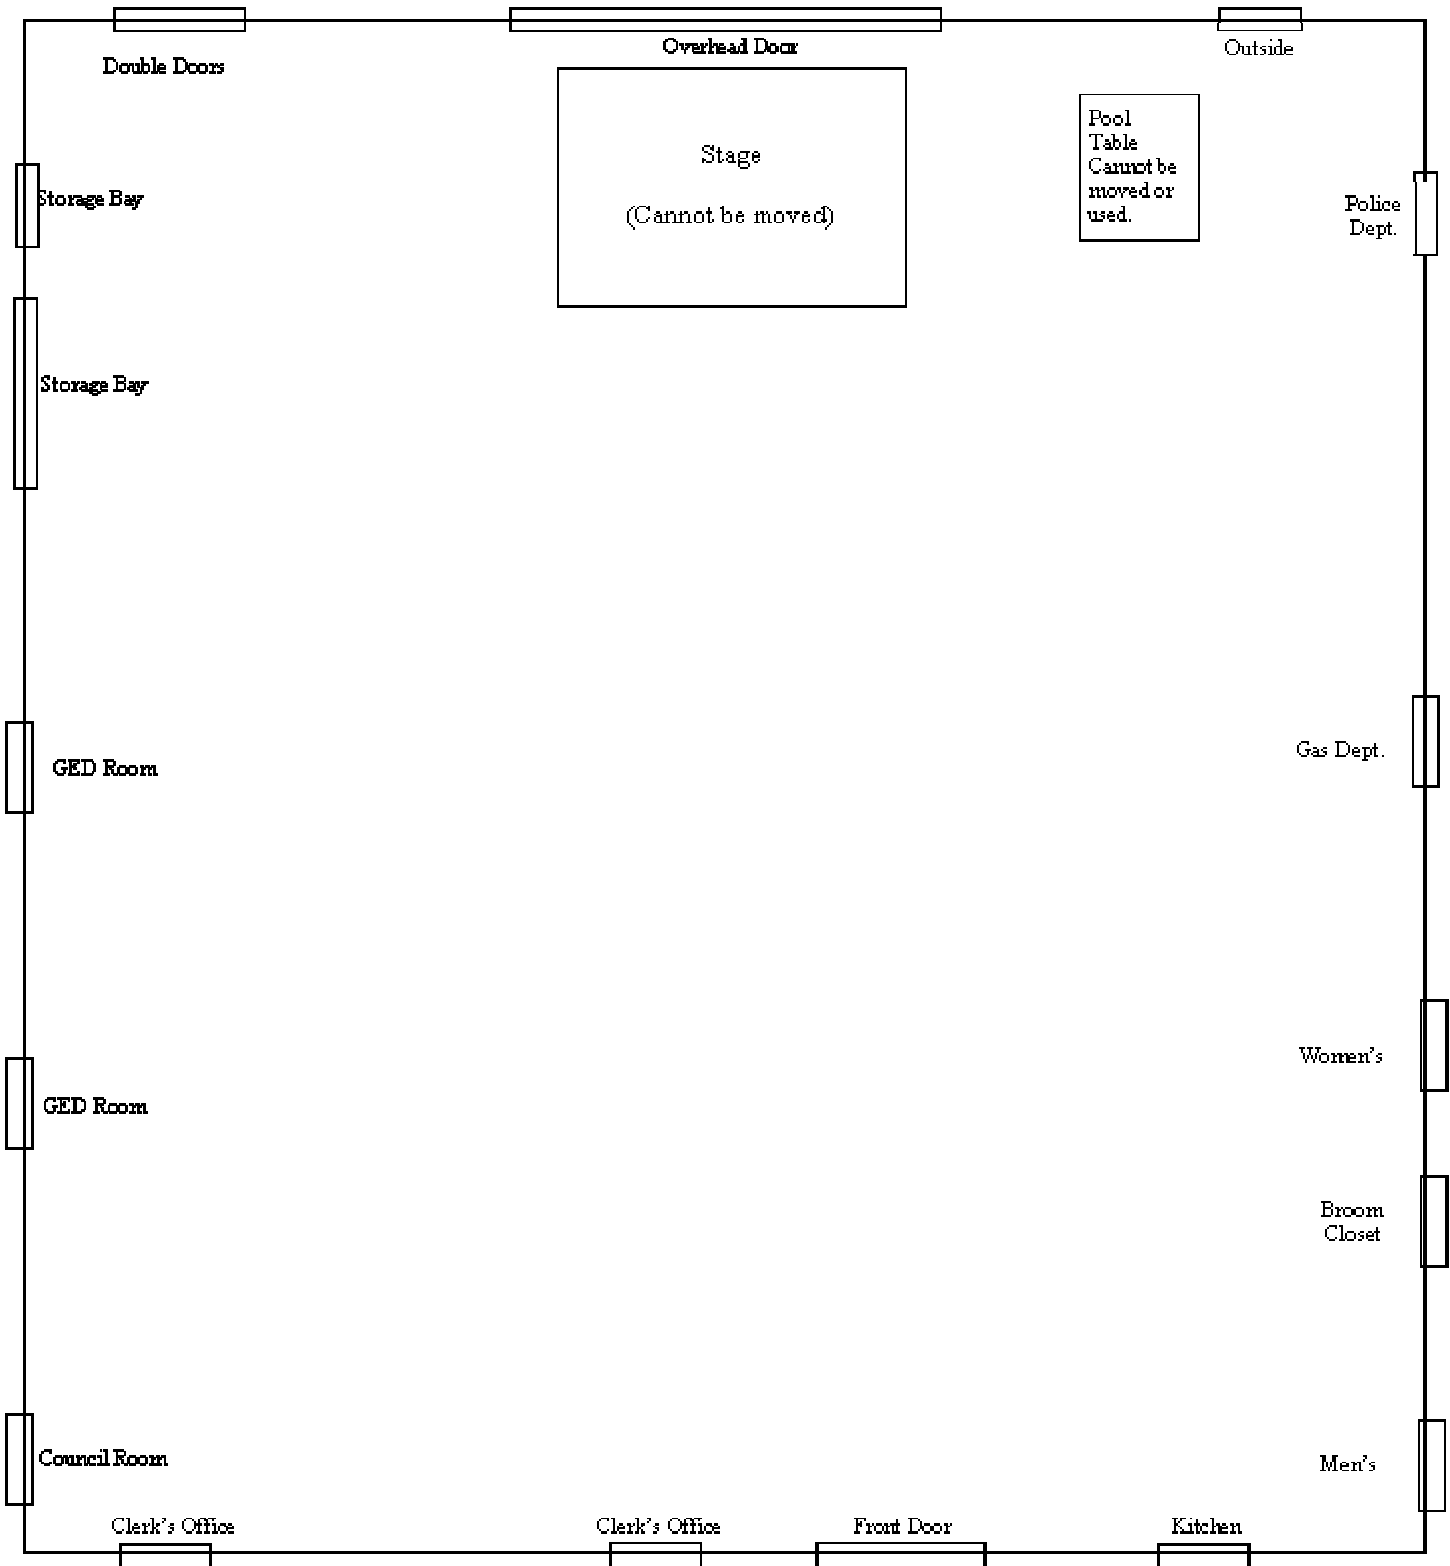 Overhead Door
Outside
Double Doors
Pool
Table
Cannot be
moved or
used.
Stage
(Cannot be moved)
Storage Bay
Police
Dept.
Storage Bay
Gas Dept.
GED Room
Women's
GED Room
Broom
Closet
Council Room
Men's
Clerk's Office
Clerk's Office
Front Door
Kitchen